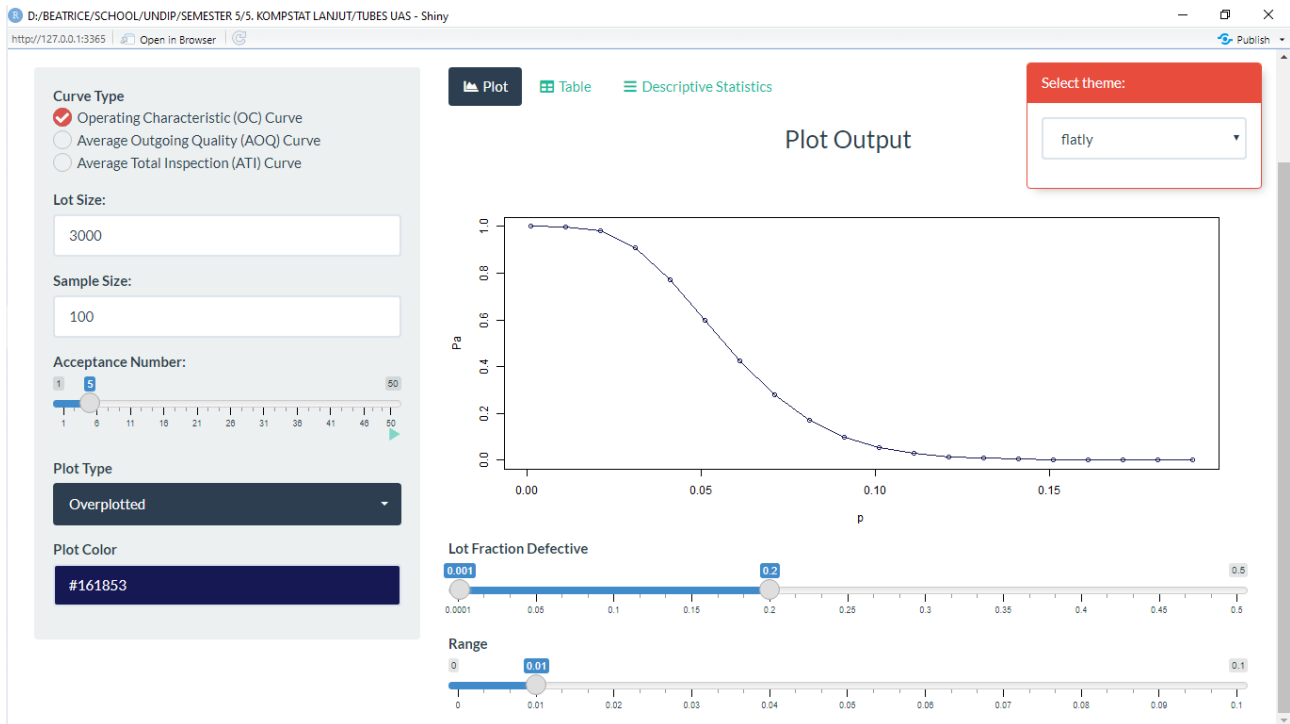 D:/BEATRICE/SCHOOL/UNDIP/SEMESTER 5/5. KOMPSTAT LANJUT/TUBES UAS - Shiny
http://127.0.0.1:3365 Open in Browser Publish
Curve Type
Operating Characteristic (OC) Curve
Average Outgoing Quality (AOQ) Curve
Average Total Inspection (ATI) Curve
Lot Size:
3000
Sample Size:
100
Acceptance Number:
1 5 50
1 6 11 16 21 26 31 36 41 46 50
Plot Type
Overplotted
Plot Color
#161853
Plot Table Descriptive Statistics
Select theme:
flatly
Plot Output
1.0
0.8
0.6
0.4
0.2
0.0
Pa
0.00 0.05 0.10 0.15
p
Lot Fraction Defective
0.001 0.2 0.5
0.0001 0.05 0.1 0.15 0.2 0.25 0.3 0.35 0.4 0.45 0.5
Range
0 0.01 0.1
0 0.01 0.02 0.03 0.04 0.05 0.06 0.07 0.08 0.09 0.1